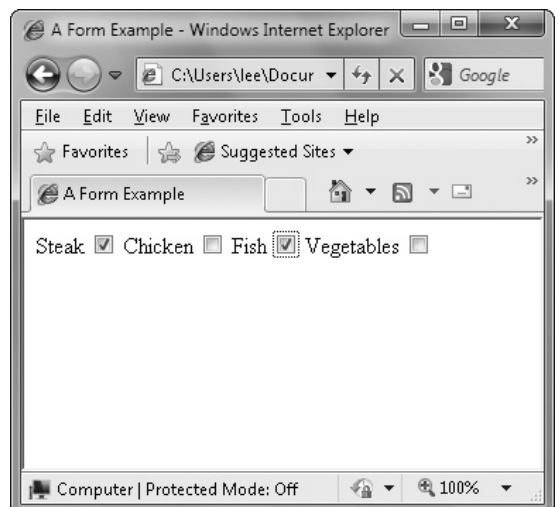 A Form Example - Windows Internet Explorer
C:\Users\lee\Docur
Google
File Edit View Favorites Tools Help
Favorites Suggested Sites
A Form Example
Steak Chicken Fish Vegetables
Computer | Protected Mode: Off 100%